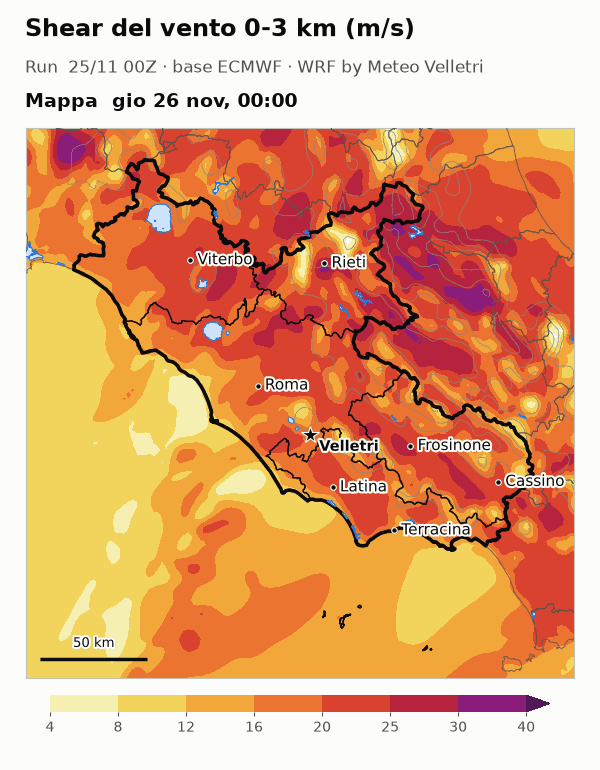 Shear del vento 0-3 km (m/s)
Run  25/11 00Z · base ECMWF · WRF by Meteo Velletri
Mappa  gio 26 nov, 00:00
Viterbo
Rieti
Roma
Velletri
Frosinone
Latina
Cassino
Terracina
50 km
4 8 12 16 20 25 30 40